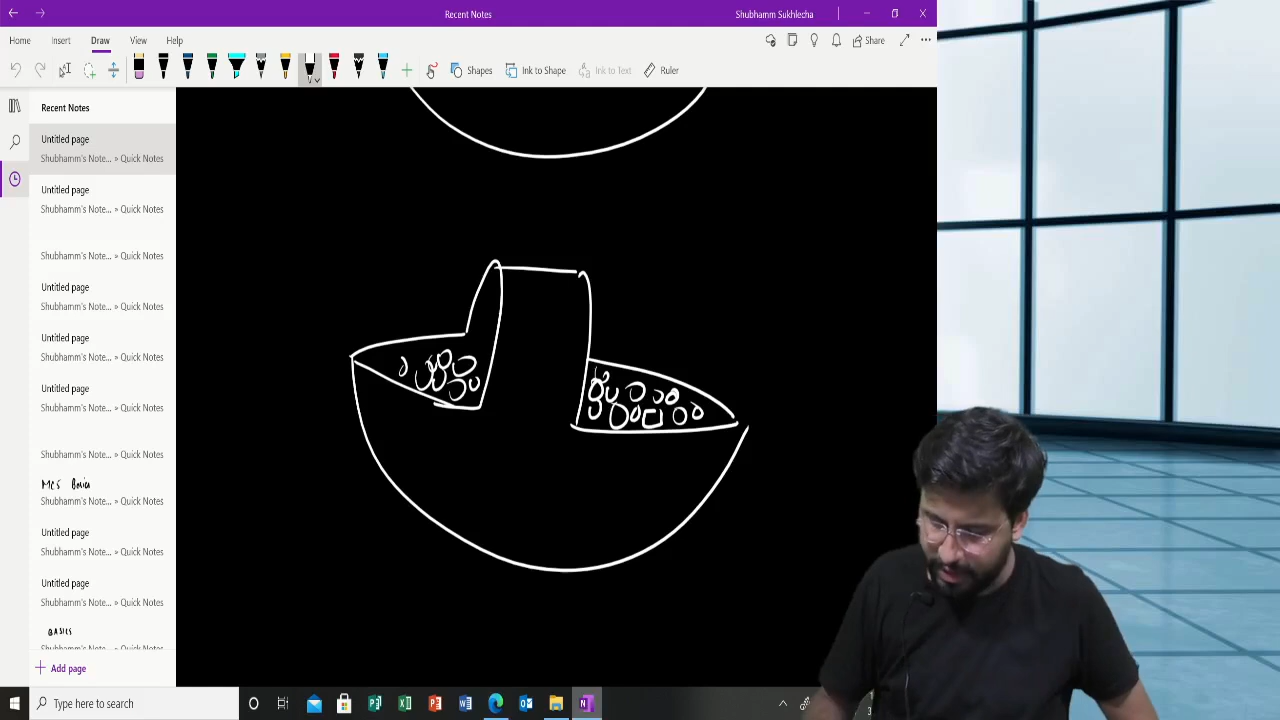 Recent Notes
Shubhamm Sukhlecha
Home Insert Draw View Help
Share
Shapes
Ink to Shape
Ink to Text
Ruler
Recent Notes
Untitled page
Shubhamm's Note... » Quick Notes
Untitled page
Shubhamm's Note... » Quick Notes
Shubhamm's Note... » Quick Notes
Untitled page
Shubhamm's Note... » Quick Notes
Untitled page
Shubhamm's Note... » Quick Notes
Untitled page
Shubhamm's Note... » Quick Notes
Shubhamm's Note... » Quick Notes
Shubhamm's Note... » Quick Notes
Untitled page
Shubhamm's Note... » Quick Notes
Untitled page
Shubhamm's Note... » Quick Notes
BASICS
Shubhamm's Note... » Quick Notes
Add page
Type here to search